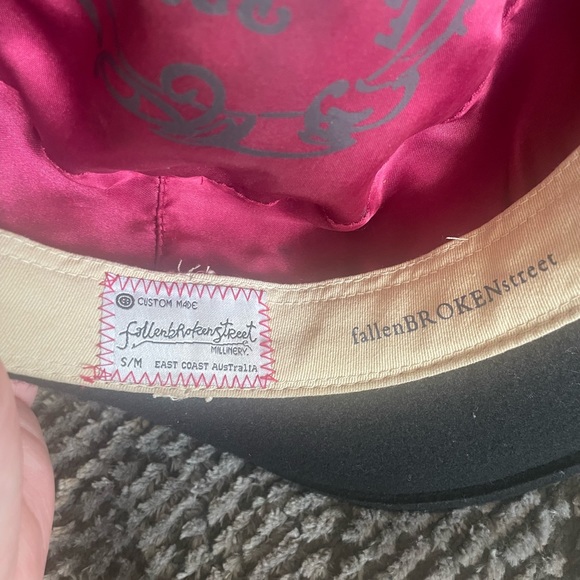 CUSTOM MADE
fallenbrokenstreet
MILLINERY.
S/M EAST COAST AUSTRALIA
fallenBROKENstreet